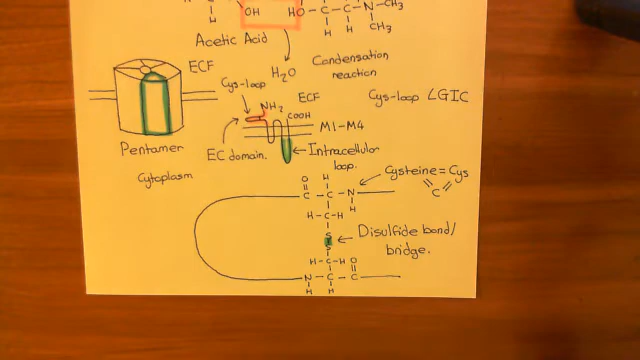 OH
HO-C-C-N-CH3
H H CH3
Acetic Acid
H2O
Condensation
reaction
ECF
Cys-loop
NH2
ECF
COOH
Cys-loop LGIC
M1-M4
Pentamer
EC domain.
Intracellular
loop.
Cytoplasm
Cysteine = Cys
C
O H
C - C - N
H
H-C-H
S
Disulfide bond/
bridge.
S
H-C-H O
N - C - C
H H